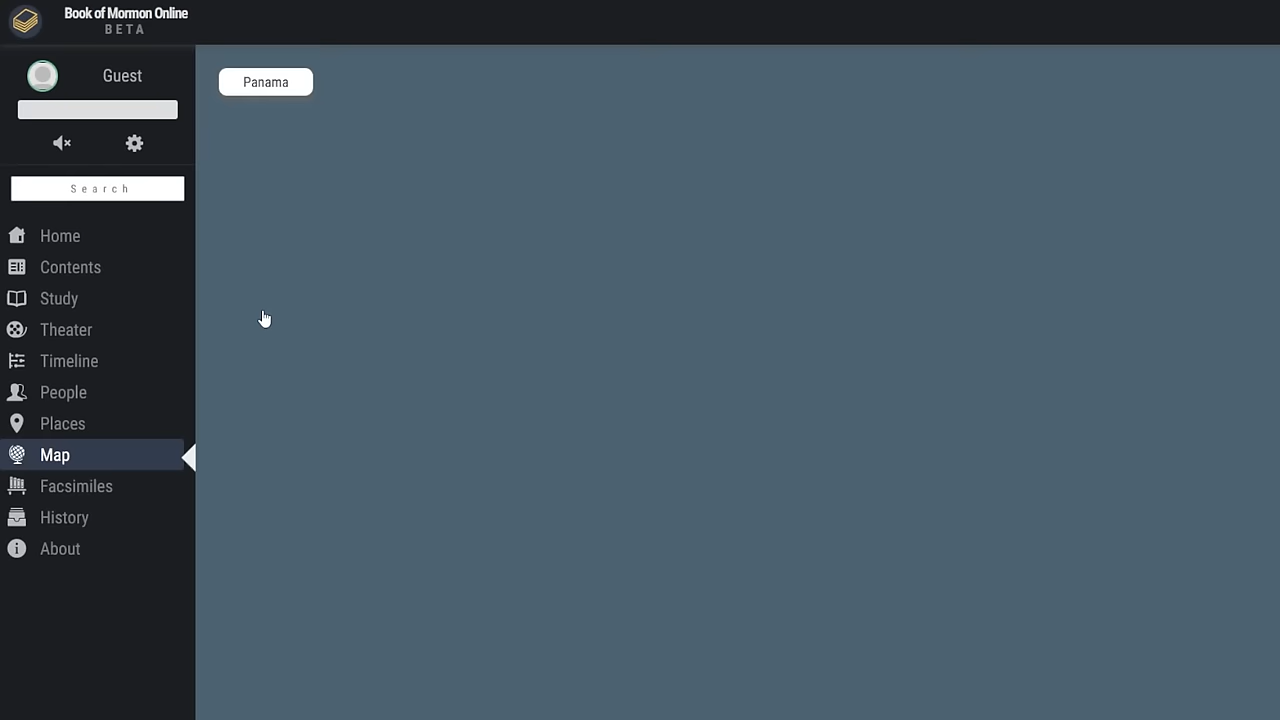 Book of Mormon Online
BETA
Guest
Panama
Search
Home
Contents
Study
Theater
Timeline
People
Places
Map
Facsimiles
History
About